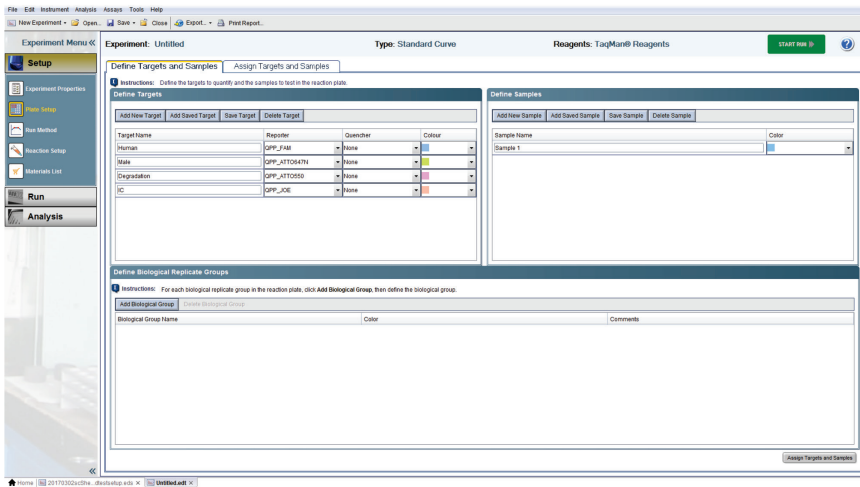 File Edit Instrument Analysis Assays Tools Help
New Experiment Open... Save Close Export... Print Report...
Experiment Menu « Experiment: Untitled Type: Standard Curve Reagents: TaqMan® Reagents START RUN ?
Setup
Define Targets and Samples Assign Targets and Samples
Instructions: Define the targets to quantify and the samples to test in the reaction plate.
Experiment Properties
Define Targets Define Samples
Plate Setup
Add New Target Add Saved Target Save Target Delete Target Add New Sample Add Saved Sample Save Sample Delete Sample
Run Method
Target Name Reporter Quencher Colour Sample Name Color
Reaction Setup
Human QPP_FAM None Sample 1
Male QPP_ATTO647N None
Materials List
Degradation QPP_ATTO550 None
IC QPP_JOE None
Run
Analysis
Define Biological Replicate Groups
Instructions: For each biological replicate group in the reaction plate, click Add Biological Group, then define the biological group.
Add Biological Group Delete Biological Group
Biological Group Name Color Comments
Assign Targets and Samples
«
Home Untitled.edt ×